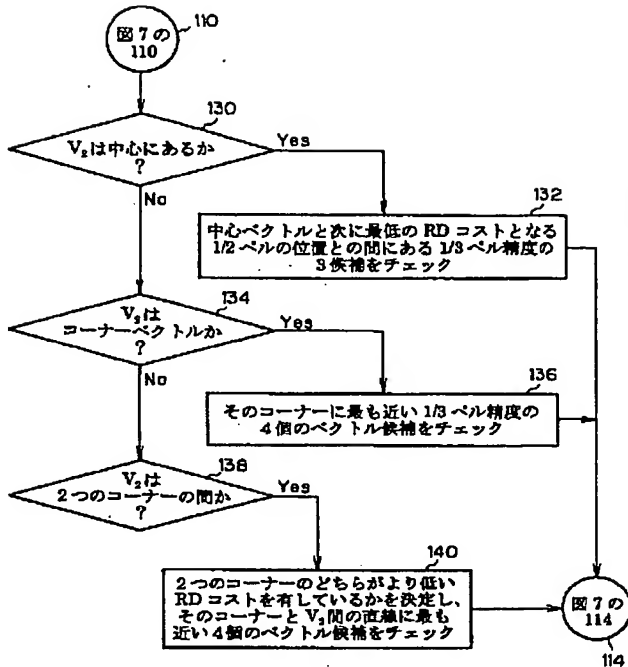 図7の
110
110
130
V₂は中心にあるか
?
Yes
No
132
中心ベクトルと次に最低の RD コストとなる
1/2 ペルの位置との間にある 1/3 ペル精度の
3 候補をチェック
134
V₂は
コーナーベクトルか
?
Yes
No
136
そのコーナーに最も近い 1/3 ペル精度の
4 個のベクトル候補をチェック
138
V₂は
2 つのコーナーの間か
?
Yes
140
2 つのコーナーのどちらがより低い
RD コストを有しているかを決定し、
そのコーナーと V₂間の直線に最も
近い 4 個のベクトル候補をチェック
図7の
114
114